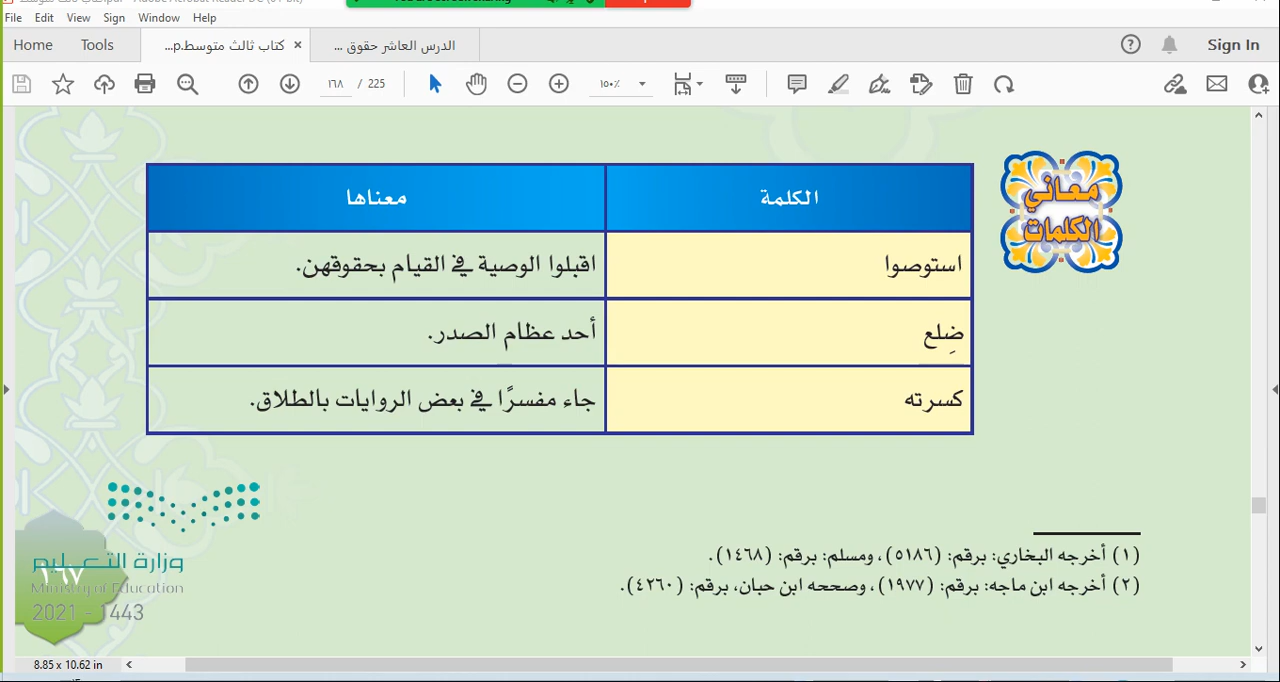 File Edit View Sign Window Help
Home Tools كتاب ثالث متوسط.p... × الدرس العاشر حقوق ... Sign In
١٦٨ / 225 ١٥٠٪
معاني
الكلمات
الكلمة معناها
استوصوا اقبلوا الوصية في القيام بحقوقهن.
ضِلع أحد عظام الصدر.
كسرته جاء مفسرًا في بعض الروايات بالطلاق.
(١) أخرجه البخاري: برقم: (٥١٨٦)، ومسلم: برقم: (١٤٦٨).
(٢) أخرجه ابن ماجه: برقم: (١٩٧٧)، وصححه ابن حبان، برقم: (٤٢٦٠).
وزارة التعليم
١٦٧
Ministry of Education
2021 - 1443
8.85 x 10.62 in